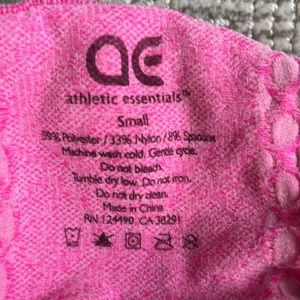 ae
athletic essentials™
Small
59% Polyester / 33% Nylon / 8% Spandex
Machine wash cold. Gentle cycle.
Do not bleach.
Tumble dry low. Do not iron.
Do not dry clean.
Made in China
RN 124490 CA 38291